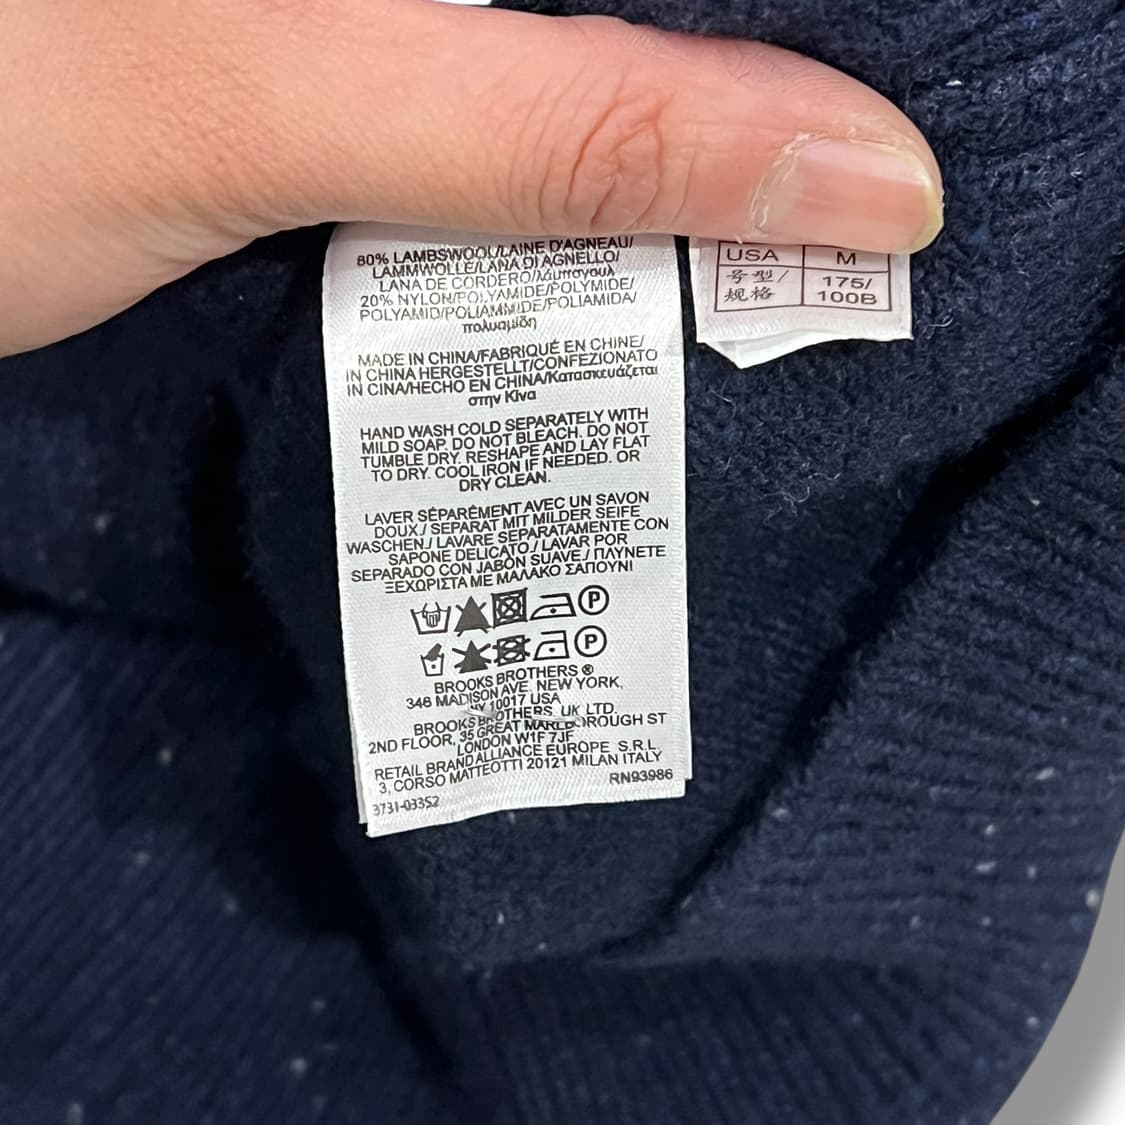 80% LAMBSWOOL/LAINE D'AGNEAU/
LAMMWOLLE/LANA DI AGNELLO/
LANA DE CORDERO/λάμπογουλ
20% NYLON/POLYAMIDE/POLYMIDE/
POLYAMID/POLIAMMIDE/POLIAMIDA/
πολυαμίδη
MADE IN CHINA/FABRIQUÉ EN CHINE/
IN CHINA HERGESTELLT/CONFEZIONATO
IN CINA/HECHO EN CHINA/Κατασκευάζεται
στην Κίνα
HAND WASH COLD SEPARATELY WITH
MILD SOAP. DO NOT BLEACH. DO NOT
TUMBLE DRY. RESHAPE AND LAY FLAT
TO DRY. COOL IRON IF NEEDED. OR
DRY CLEAN.
LAVER SÉPARÉMENT AVEC UN SAVON
DOUX./ SEPARAT MIT MILDER SEIFE
WASCHEN./ LAVARE SEPARATAMENTE CON
SAPONE DELICATO./ LAVAR POR
SEPARADO CON JABÓN SUAVE./ ΠΛΥΝΕΤΕ
ΞΕΧΩΡΙΣΤΑ ΜΕ ΜΑΛΑΚΟ ΣΑΠΟΥΝΙ
P
P
BROOKS BROTHERS ®
346 MADISON AVE. NEW YORK,
NY 10017 USA
BROOKS BROTHERS UK LTD.
2ND FLOOR, 35 GREAT MARLBOROUGH ST
LONDON W1F 7JF
RETAIL BRAND ALLIANCE EUROPE S.R.L.
3, CORSO MATTEOTTI 20121 MILAN ITALY
RN93986
3731-03352
USA M
号型/ 175/
规格 100B